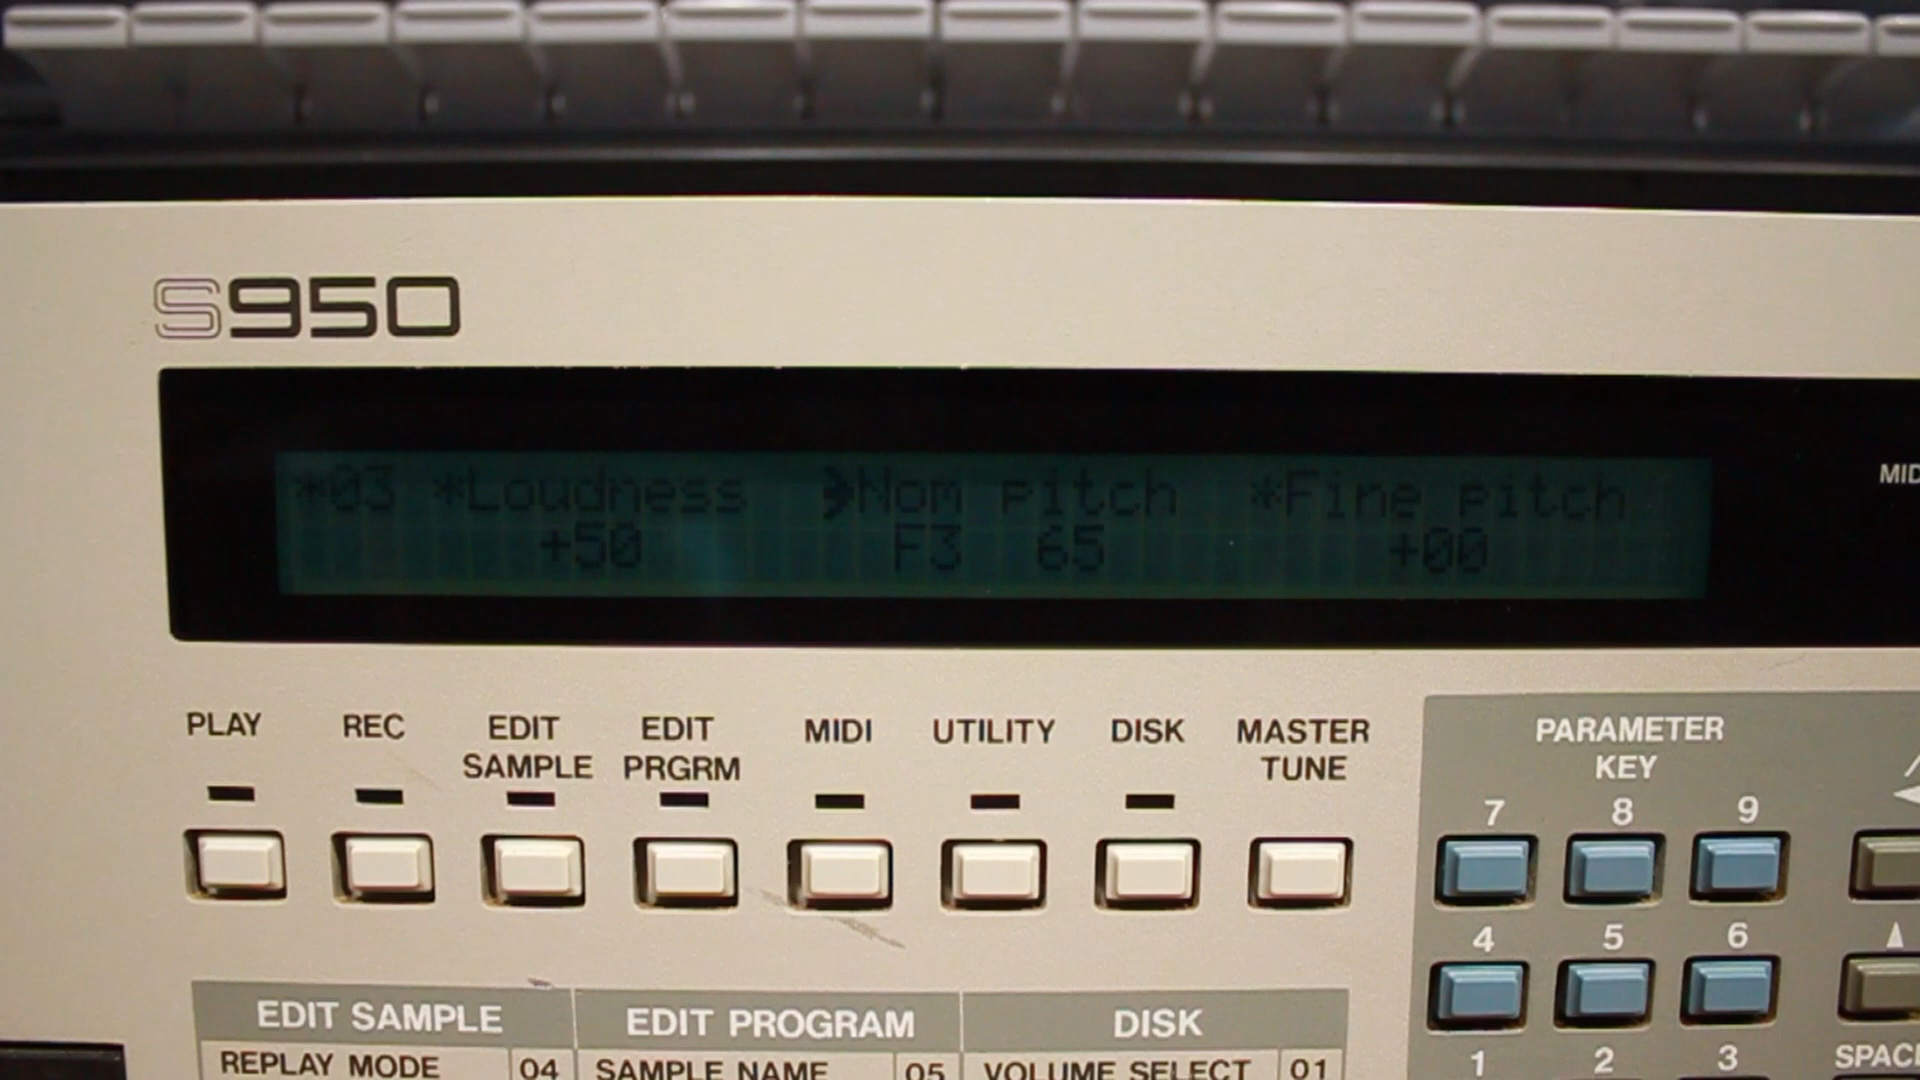 S950
MID
*03 *Loudness →Nom pitch *Fine pitch
+50 F3 65 +00
PLAY REC EDIT SAMPLE EDIT PRGRM MIDI UTILITY DISK MASTER TUNE
PARAMETER
KEY
7 8 9
4 5 6
1 2 3 SPAC
EDIT SAMPLE EDIT PROGRAM DISK
REPLAY MODE 04 SAMPLE NAME 05 VOLUME SELECT 01